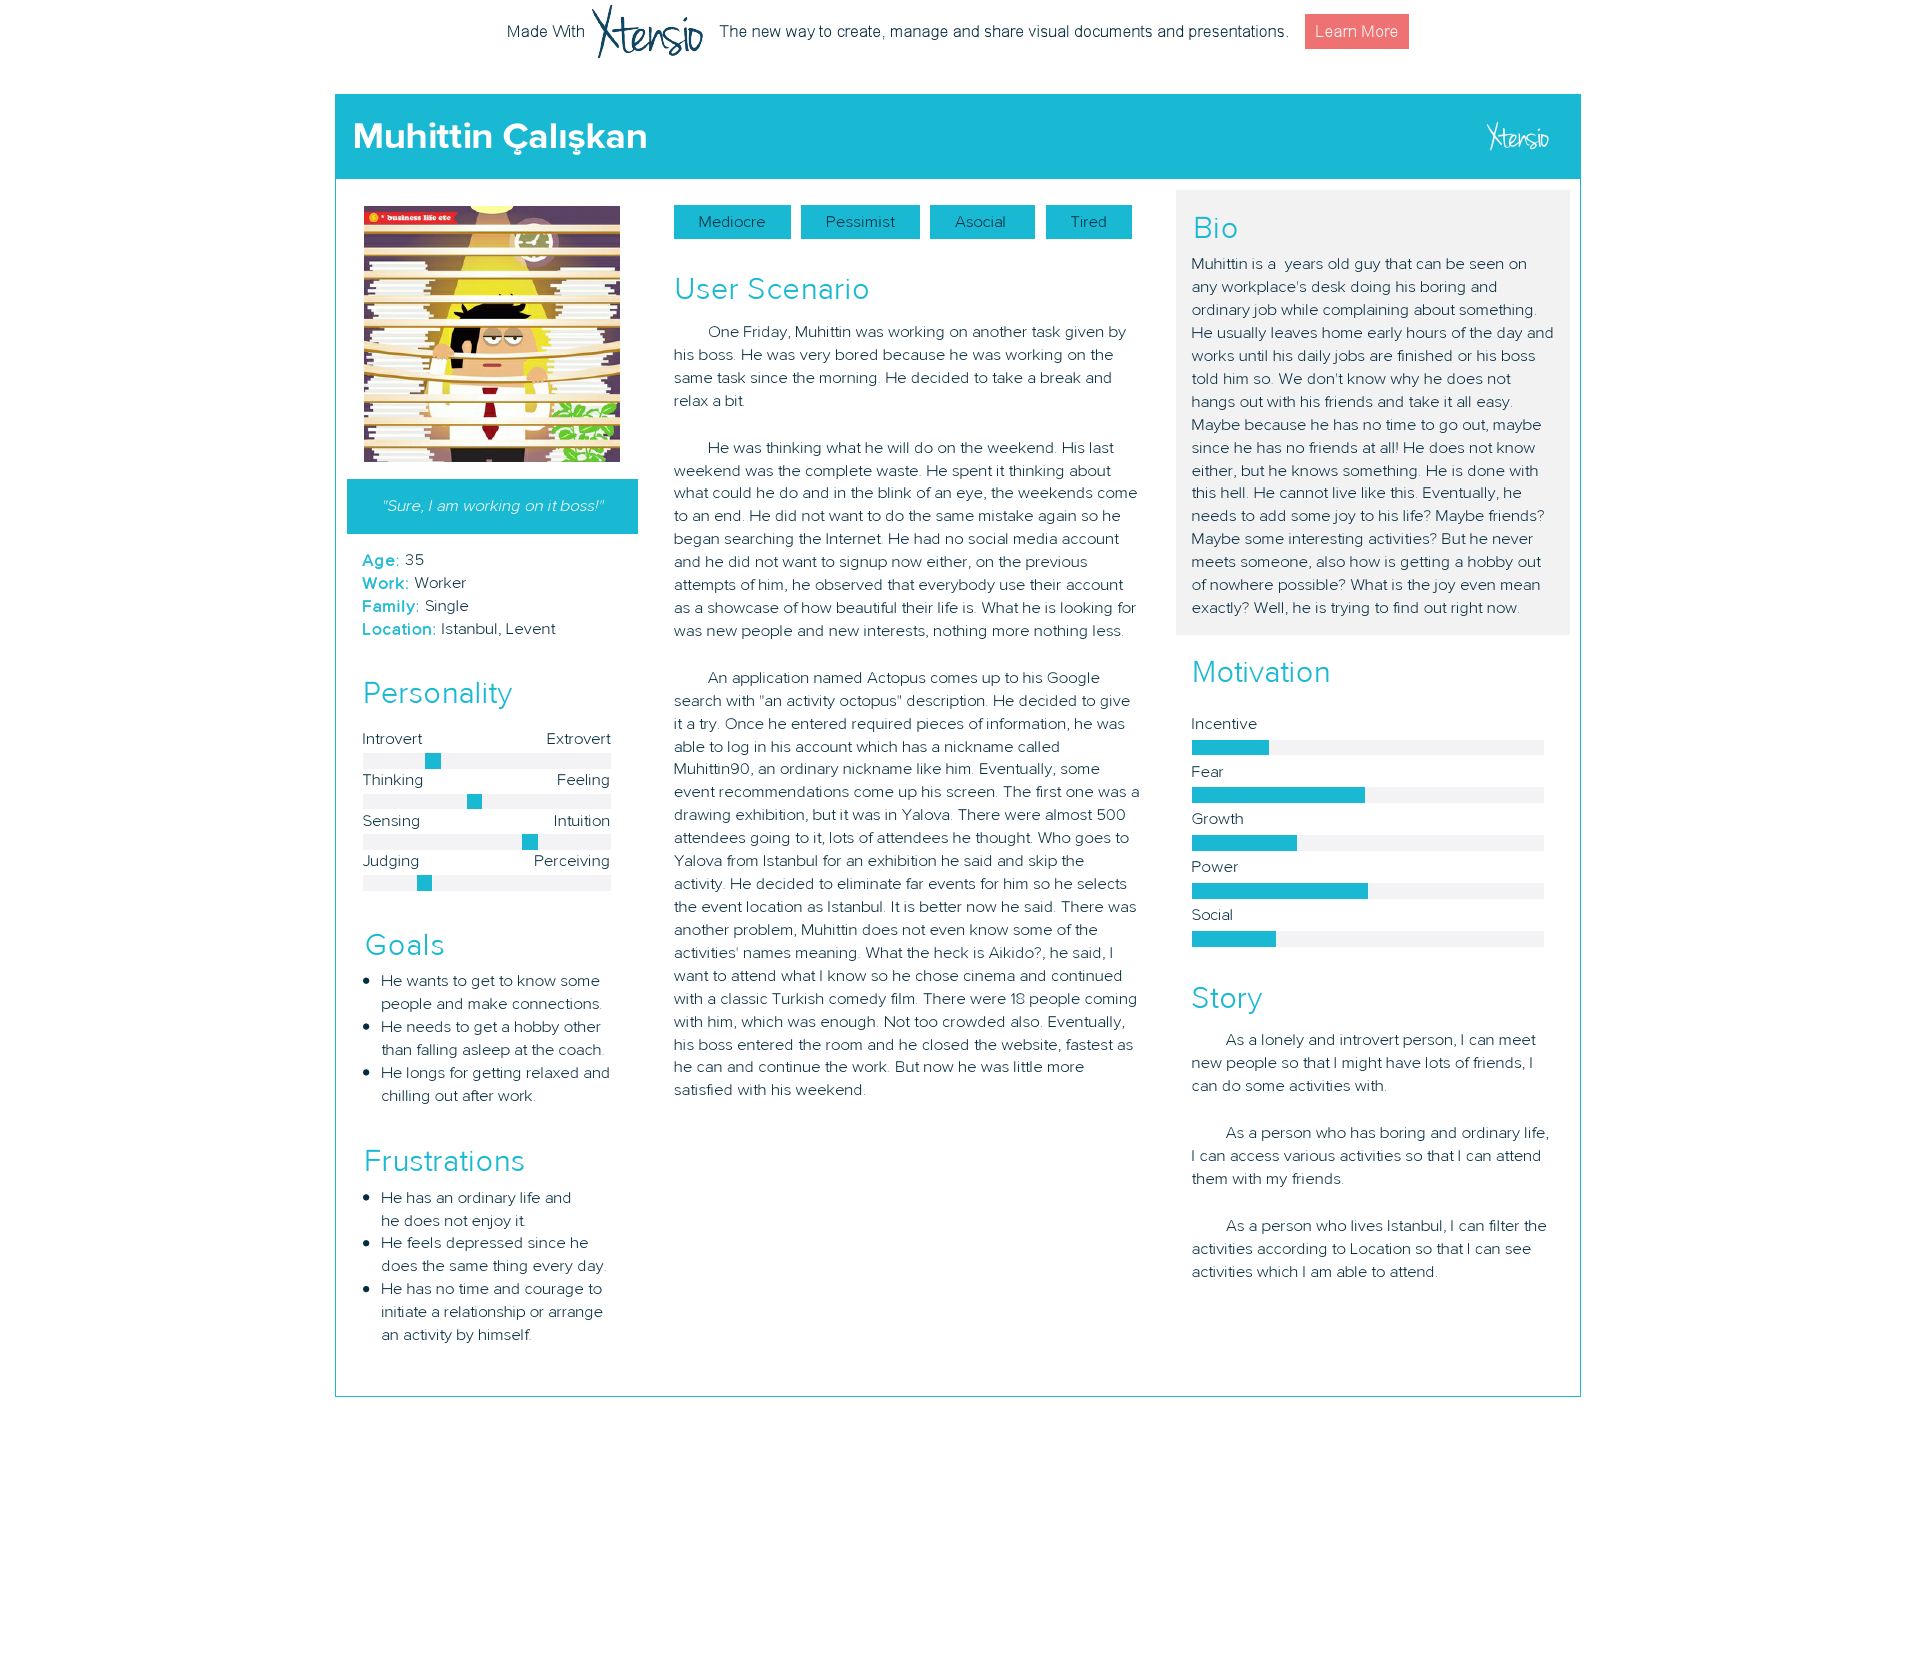 Made With Xtensio The new way to create, manage and share visual documents and presentations. Learn More
Muhittin Çalışkan
Xtensio
* business life etc
"Sure, I am working on it boss!"
Age: 35
Work: Worker
Family: Single
Location: Istanbul, Levent
Personality
Introvert Extrovert
Thinking Feeling
Sensing Intuition
Judging Perceiving
Goals
He wants to get to know some
people and make connections.
He needs to get a hobby other
than falling asleep at the coach.
He longs for getting relaxed and
chilling out after work.
Frustrations
He has an ordinary life and
he does not enjoy it.
He feels depressed since he
does the same thing every day.
He has no time and courage to
initiate a relationship or arrange
an activity by himself.
Mediocre Pessimist Asocial Tired
User Scenario
One Friday, Muhittin was working on another task given by
his boss. He was very bored because he was working on the
same task since the morning. He decided to take a break and
relax a bit.
He was thinking what he will do on the weekend. His last
weekend was the complete waste. He spent it thinking about
what could he do and in the blink of an eye, the weekends come
to an end. He did not want to do the same mistake again so he
began searching the Internet. He had no social media account
and he did not want to signup now either, on the previous
attempts of him, he observed that everybody use their account
as a showcase of how beautiful their life is. What he is looking for
was new people and new interests, nothing more nothing less.
An application named Actopus comes up to his Google
search with "an activity octopus" description. He decided to give
it a try. Once he entered required pieces of information, he was
able to log in his account which has a nickname called
Muhittin90, an ordinary nickname like him. Eventually, some
event recommendations come up his screen. The first one was a
drawing exhibition, but it was in Yalova. There were almost 500
attendees going to it, lots of attendees he thought. Who goes to
Yalova from Istanbul for an exhibition he said and skip the
activity. He decided to eliminate far events for him so he selects
the event location as Istanbul. It is better now he said. There was
another problem, Muhittin does not even know some of the
activities' names meaning. What the heck is Aikido?, he said, I
want to attend what I know so he chose cinema and continued
with a classic Turkish comedy film. There were 18 people coming
with him, which was enough. Not too crowded also. Eventually,
his boss entered the room and he closed the website, fastest as
he can and continue the work. But now he was little more
satisfied with his weekend.
Bio
Muhittin is a  years old guy that can be seen on
any workplace's desk doing his boring and
ordinary job while complaining about something.
He usually leaves home early hours of the day and
works until his daily jobs are finished or his boss
told him so. We don't know why he does not
hangs out with his friends and take it all easy.
Maybe because he has no time to go out, maybe
since he has no friends at all! He does not know
either, but he knows something. He is done with
this hell. He cannot live like this. Eventually, he
needs to add some joy to his life? Maybe friends?
Maybe some interesting activities? But he never
meets someone, also how is getting a hobby out
of nowhere possible? What is the joy even mean
exactly? Well, he is trying to find out right now.
Motivation
Incentive
Fear
Growth
Power
Social
Story
As a lonely and introvert person, I can meet
new people so that I might have lots of friends, I
can do some activities with.
As a person who has boring and ordinary life,
I can access various activities so that I can attend
them with my friends.
As a person who lives Istanbul, I can filter the
activities according to Location so that I can see
activities which I am able to attend.